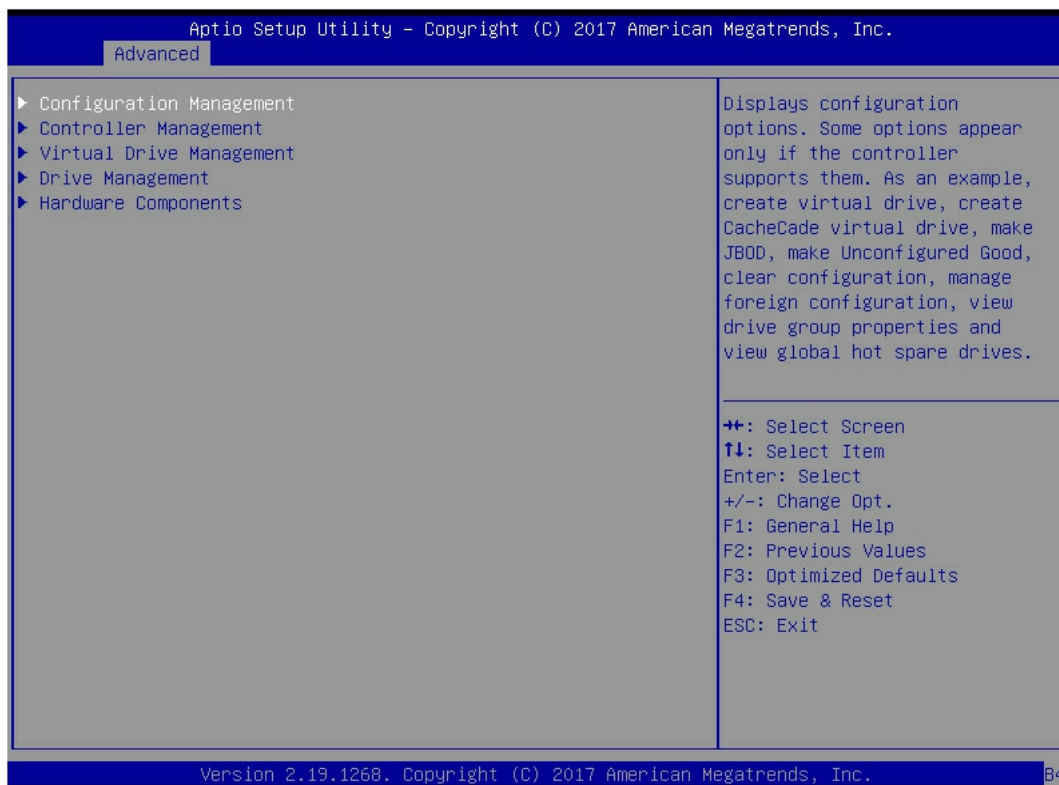 Aptio Setup Utility – Copyright (C) 2017 American Megatrends, Inc.
Advanced
▶ Configuration Management
▶ Controller Management
▶ Virtual Drive Management
▶ Drive Management
▶ Hardware Components
Displays configuration
options. Some options appear
only if the controller
supports them. As an example,
create virtual drive, create
CacheCade virtual drive, make
JBOD, make Unconfigured Good,
clear configuration, manage
foreign configuration, view
drive group properties and
view global hot spare drives.
→←: Select Screen
↑↓: Select Item
Enter: Select
+/-: Change Opt.
F1: General Help
F2: Previous Values
F3: Optimized Defaults
F4: Save & Reset
ESC: Exit
Version 2.19.1268. Copyright (C) 2017 American Megatrends, Inc.
B4